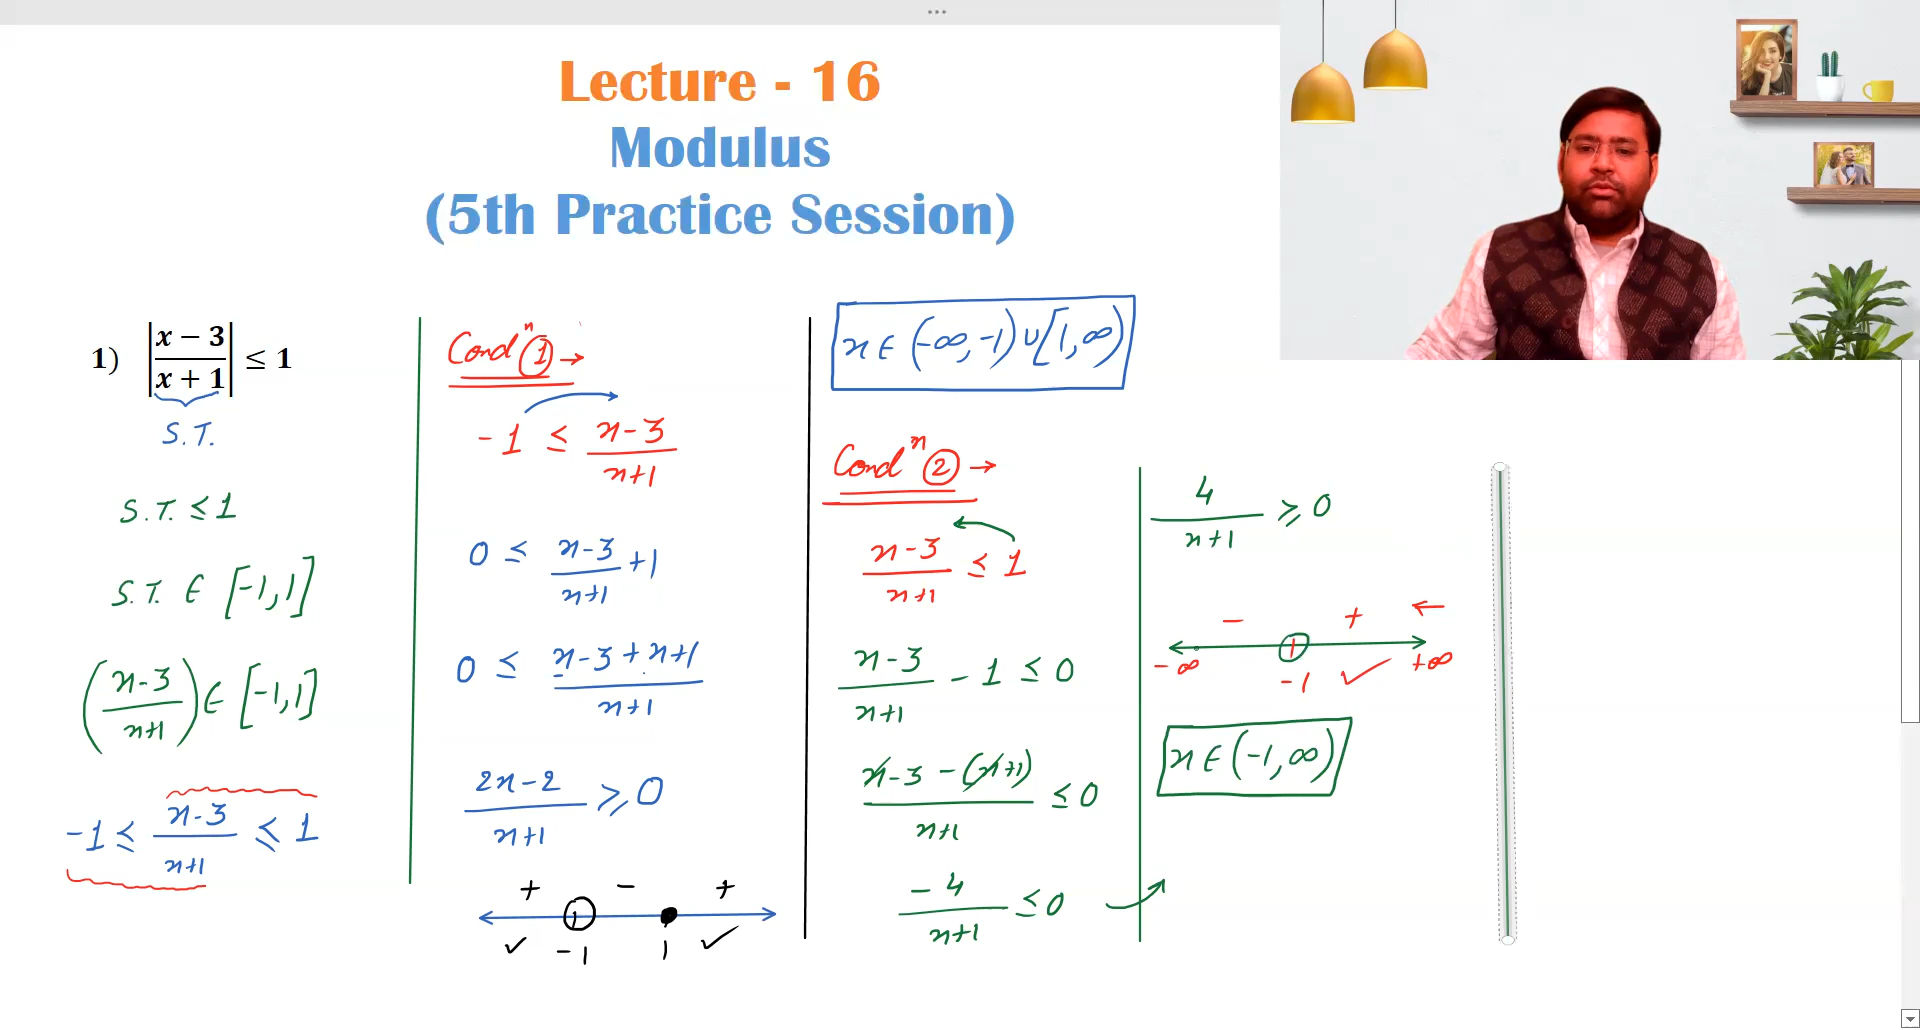 Lecture - 16
Modulus
(5th Practice Session)
1) |(x − 3)/(x + 1)| ≤ 1
S.T.
S.T. ≤ 1
S.T. ∈ [-1, 1]
((x-3)/(x+1)) ∈ [-1, 1]
-1 ≤ (x-3)/(x+1) ≤ 1
Condⁿ ① →
-1 ≤ (x-3)/(x+1)
0 ≤ (x-3)/(x+1) + 1
0 ≤ (x-3+x+1)/(x+1)
(2x-2)/(x+1) ≥ 0
+ - +
✓ -1 1 ✓
x ∈ (-∞, -1) ∪ [1, ∞)
Condⁿ ② →
(x-3)/(x+1) ≤ 1
(x-3)/(x+1) - 1 ≤ 0
(x-3-(x+1))/(x+1) ≤ 0
-4/(x+1) ≤ 0
4/(x+1) ≥ 0
- + ←
-∞ -1 ✓ +∞
x ∈ (-1, ∞)